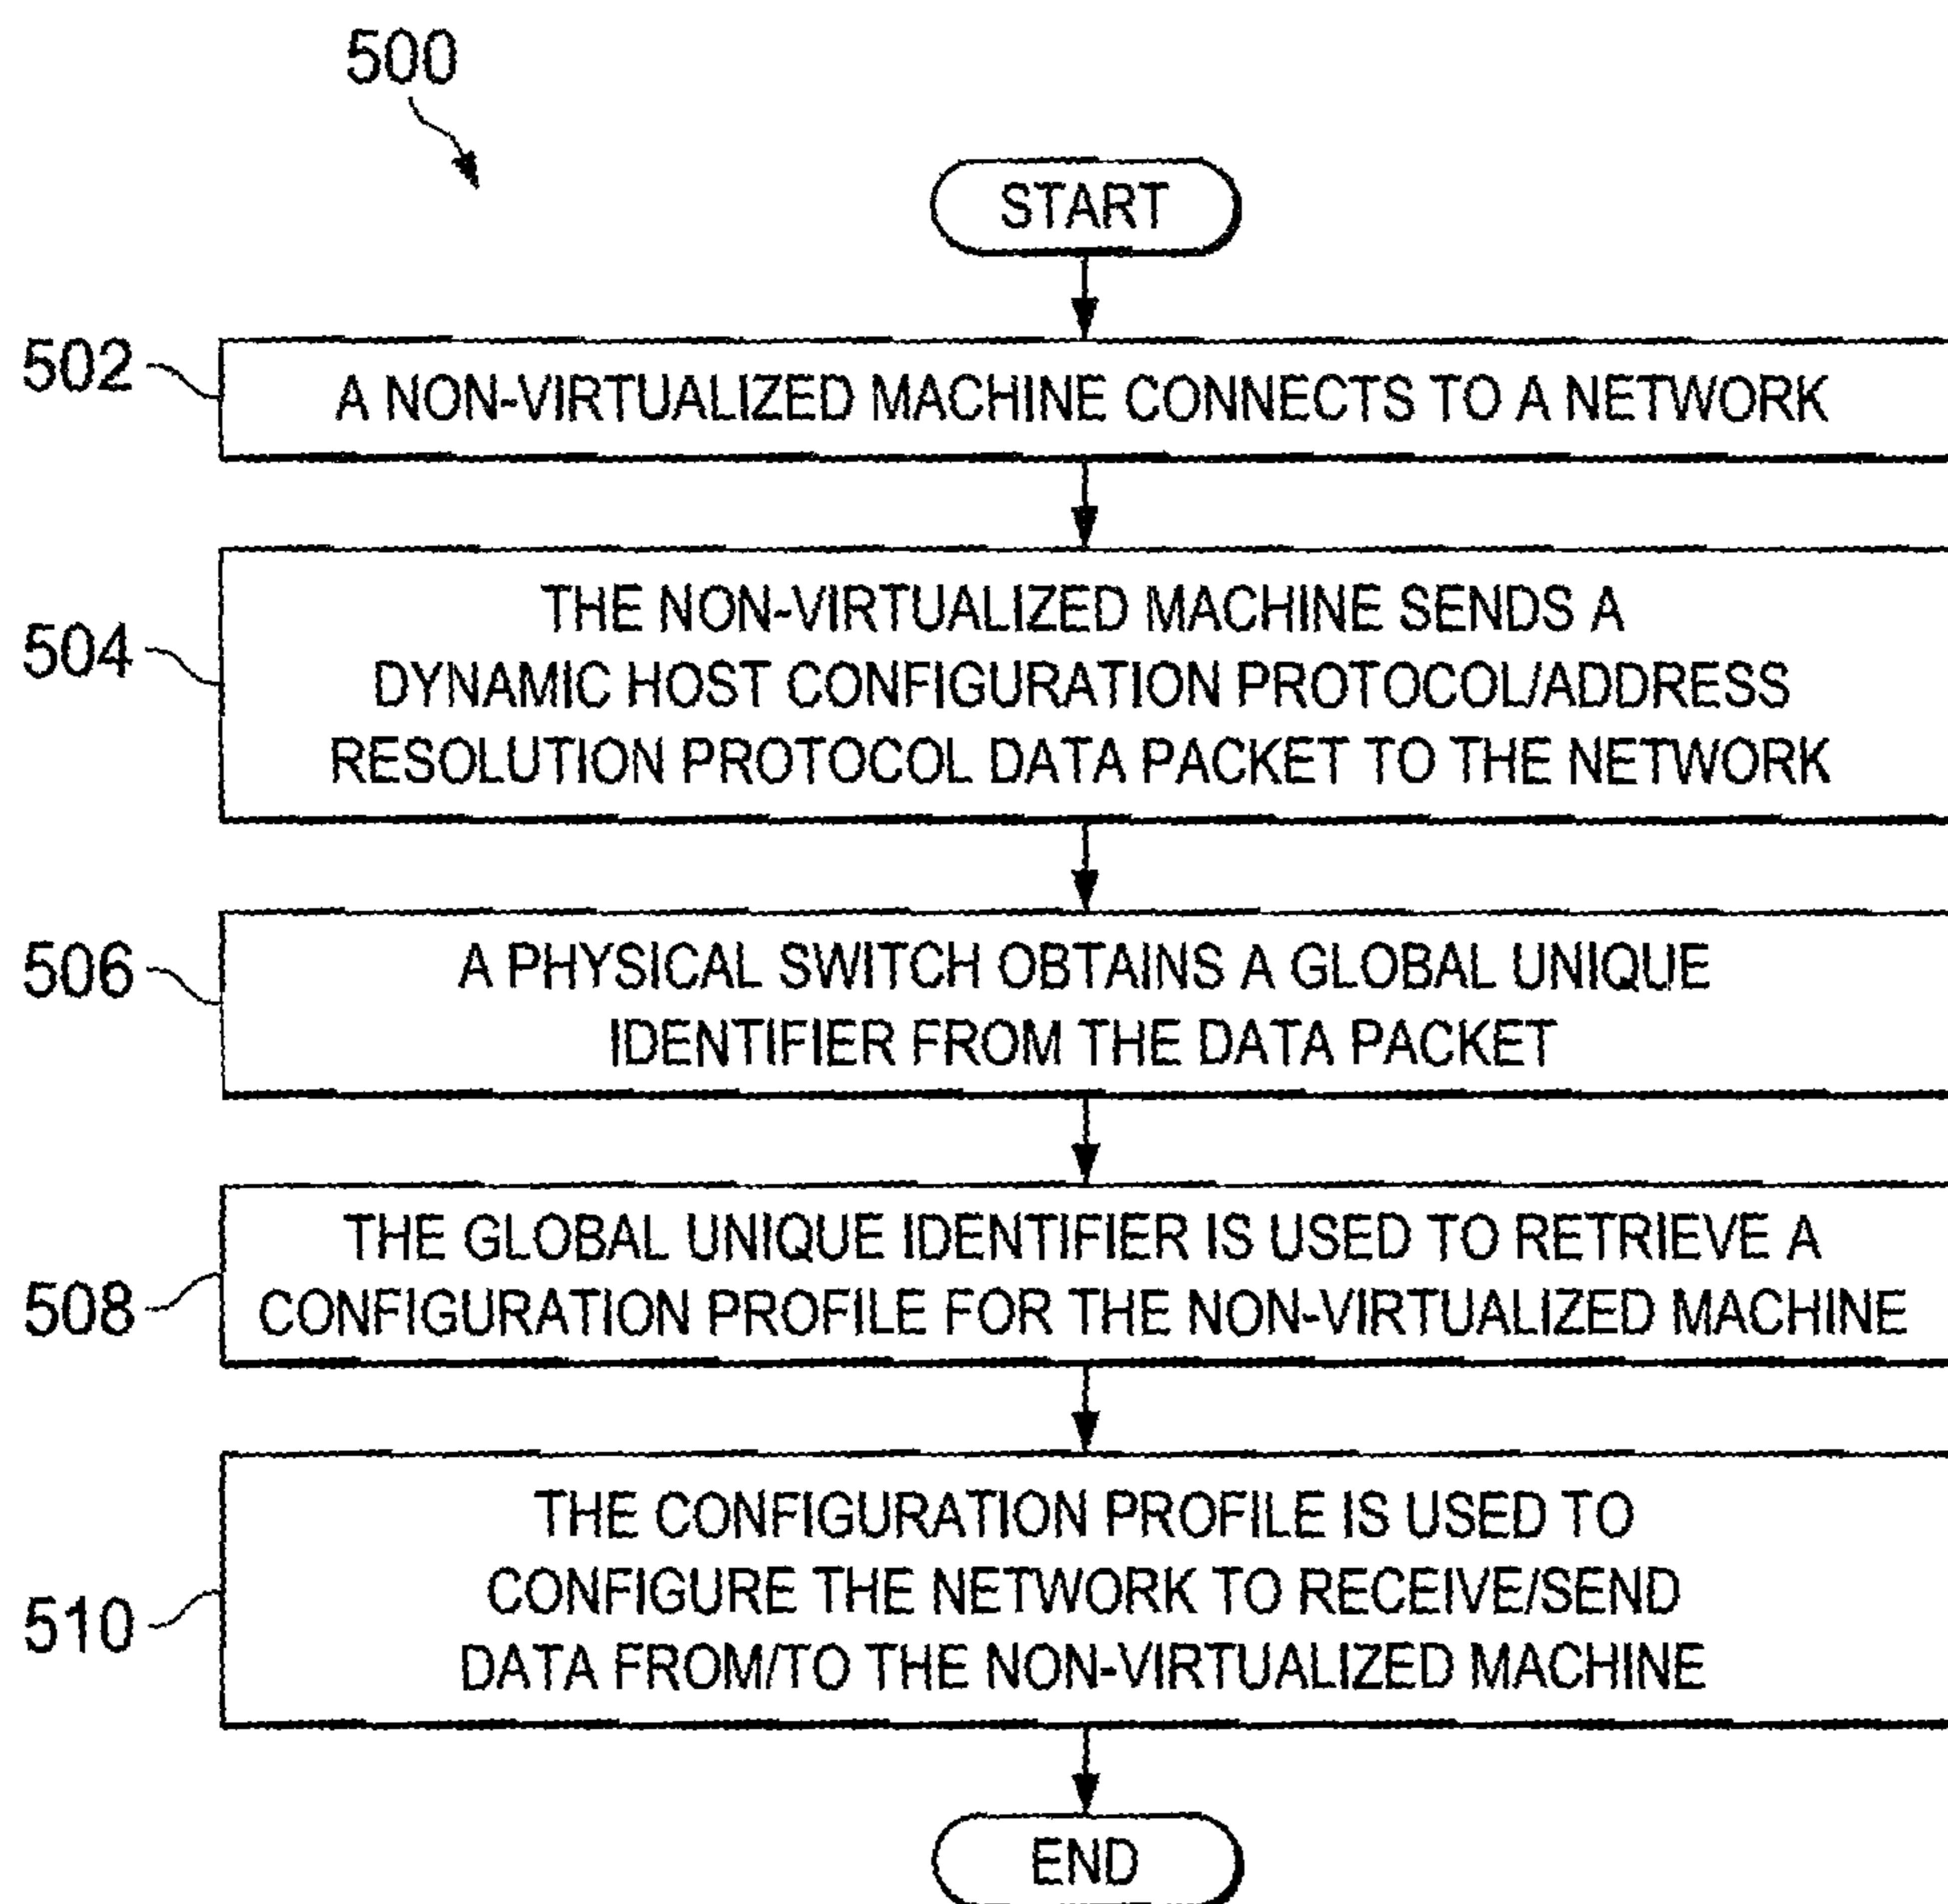 500
START
502
A NON-VIRTUALIZED MACHINE CONNECTS TO A NETWORK
504
THE NON-VIRTUALIZED MACHINE SENDS A
DYNAMIC HOST CONFIGURATION PROTOCOL/ADDRESS
RESOLUTION PROTOCOL DATA PACKET TO THE NETWORK
506
A PHYSICAL SWITCH OBTAINS A GLOBAL UNIQUE
IDENTIFIER FROM THE DATA PACKET
508
THE GLOBAL UNIQUE IDENTIFIER IS USED TO RETRIEVE A
CONFIGURATION PROFILE FOR THE NON-VIRTUALIZED MACHINE
510
THE CONFIGURATION PROFILE IS USED TO
CONFIGURE THE NETWORK TO RECEIVE/SEND
DATA FROM/TO THE NON-VIRTUALIZED MACHINE
END